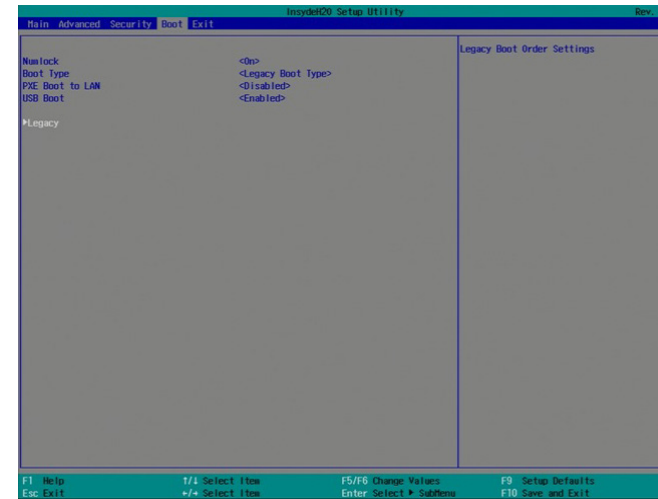 InsydeH20 Setup Utility Rev.
Main Advanced Security Boot Exit
Legacy Boot Order Settings
Numlock <On>
Boot Type <Legacy Boot Type>
PXE Boot to LAN <Disabled>
USB Boot <Enabled>
▶Legacy
F1 Help ↑/↓ Select Item F5/F6 Change Values F9 Setup Defaults
Esc Exit ←/→ Select Item Enter Select ▶ SubMenu F10 Save and Exit